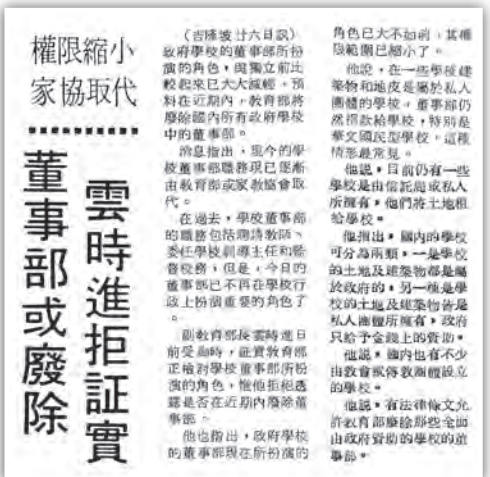 權限縮小
家協取代
董事部或廢除
雲時進拒証實
(吉隆坡廿六日訊)
政府學校的董事部所扮
演的角色,與獨立前比
較起來已大大減輕。預
料在近期內,教育部將
廢除國內所有政府學校
中的董事部。
消息指出,現今的學
校董事部職務現已逐漸
由教育部或家教協會取
代。
在過去,學校董事部
的職務包括聘請教師、
委任學校訓導主任和監
督校務,但是,今日的
董事部已不再在學校行
政上扮演重要的角色了
。
副教育部長雲時進日
前受詢時,証實教育部
正檢討學校董事部所扮
演的角色,惟他拒絕透
露是否在近期內廢除董
事部。
他也指出,政府學校
的董事部現在所扮演的
角色已大不如前,其權
限範圍已縮小了。
他說,在一些學校建
築物和地皮是屬於私人
團體的學校,董事部仍
然捐款給學校,特別是
華文國民型學校,這種
情形最常見。
他說,目前仍有一些
學校是由信託局或私人
所擁有,他們將土地租
給學校。
他指出,國內的學校
可分為兩類,一是學校
的土地及建築物都是屬
於政府的,另一種是學
校的土地及建築物皆是
私人團體所擁有,政府
只給予金錢上的資助。
他說,國內也有不少
由教會或傳教團體設立
的學校。
他說,有法律條文允
許教育部廢除那些全面
由政府資助的學校的董
事部。